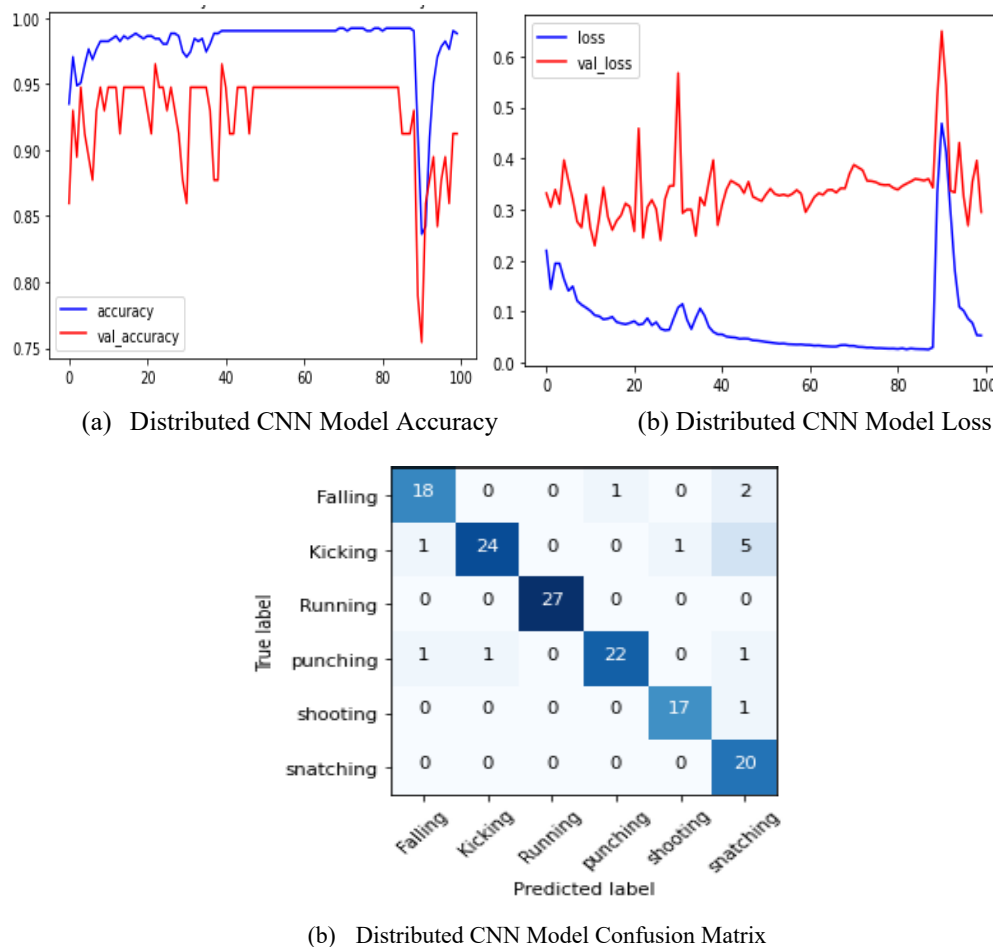 1.00
0.95
0.90
0.85
0.80
0.75
accuracy
val_accuracy
0 20 40 60 80 100
(a) Distributed CNN Model Accuracy
loss
val_loss
0.6
0.5
0.4
0.3
0.2
0.1
0.0
0 20 40 60 80 100
(b) Distributed CNN Model Loss
True label
Falling 18 0 0 1 0 2
Kicking 1 24 0 0 1 5
Running 0 0 27 0 0 0
punching 1 1 0 22 0 1
shooting 0 0 0 0 17 1
snatching 0 0 0 0 0 20
Falling Kicking Running punching shooting snatching
Predicted label
(b) Distributed CNN Model Confusion Matrix